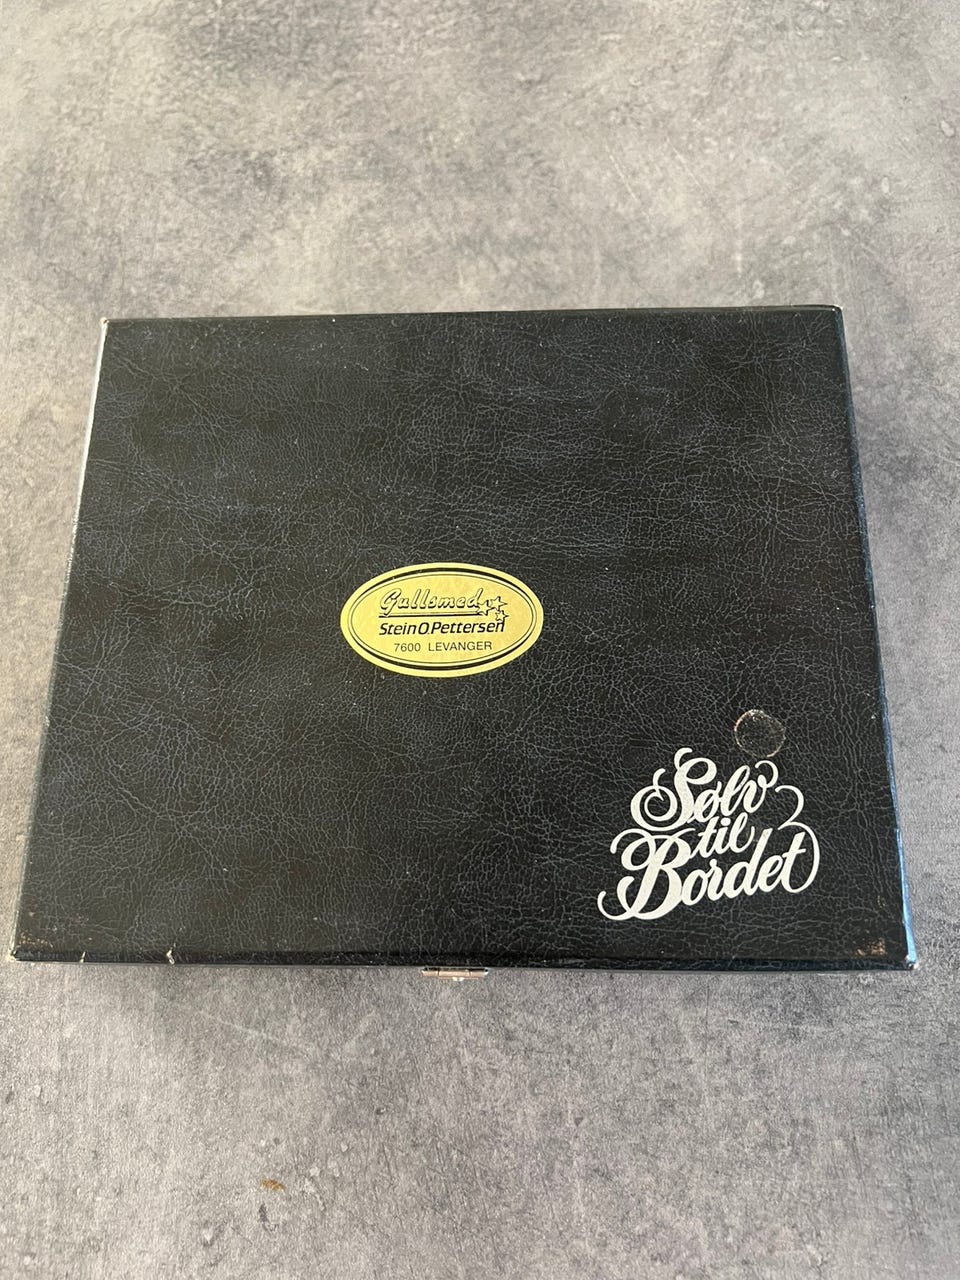 Gullsmed
Stein O. Pettersen
7600 LEVANGER
Sølv
til
Bordet